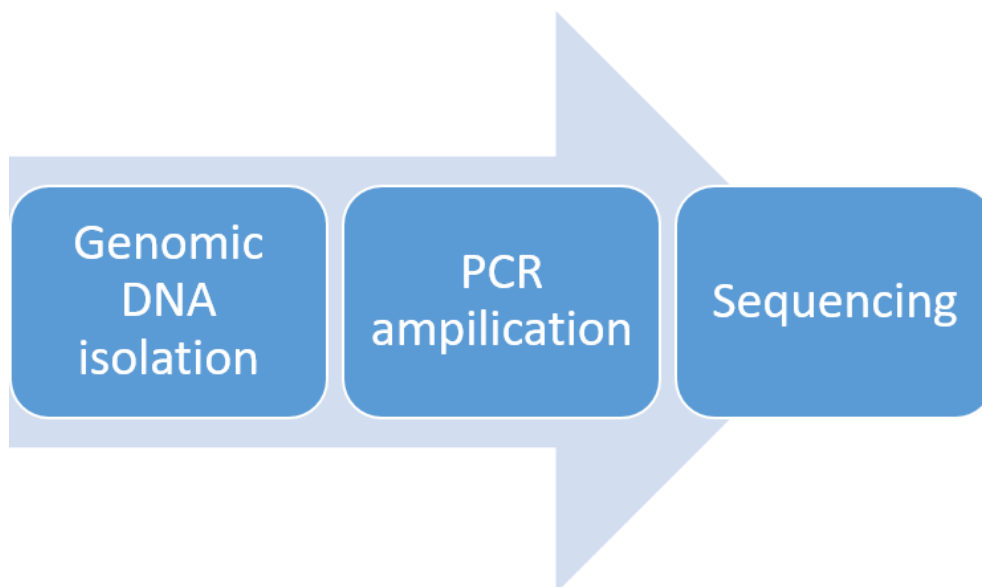 Genomic
DNA
isolation
PCR
ampilication
Sequencing